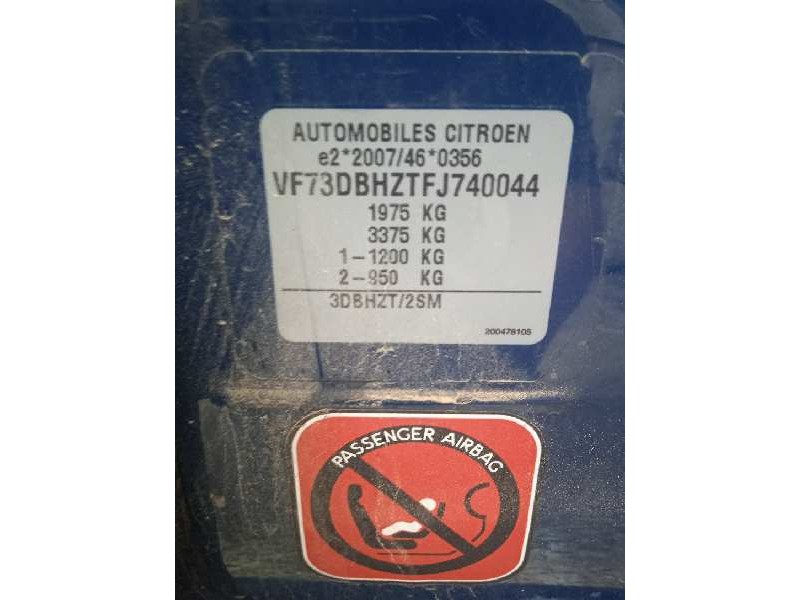 AUTOMOBILES CITROEN
e2*2007/46*0356
VF73DBHZTFJ740044
1975 KG
3375 KG
1-1200 KG
2-950 KG
3DBHZT/2SM
200478105
PASSENGER AIRBAG